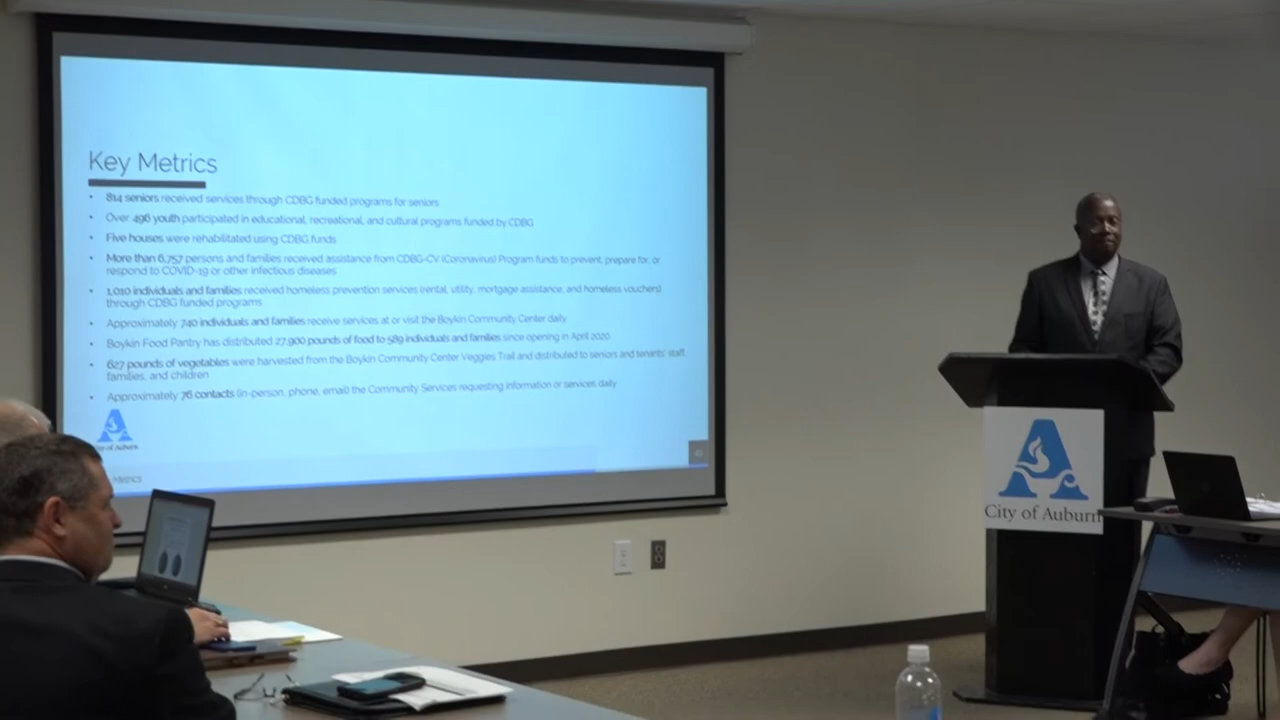 Key Metrics
• 814 seniors received services through CDBG funded programs for seniors
• Over 496 youth participated in educational, recreational, and cultural programs funded by CDBG
• Five houses were rehabilitated using CDBG funds
• More than 6,757 persons and families received assistance from CDBG-CV (Coronavirus) Program funds to prevent, prepare for, or
respond to COVID-19 or other infectious diseases
• 1,010 individuals and families received homeless prevention services (rental, utility, mortgage assistance, and homeless vouchers)
through CDBG funded programs
• Approximately 740 individuals and families receive services at or visit the Boykin Community Center daily
• Boykin Food Pantry has distributed 27,900 pounds of food to 589 individuals and families since opening in April 2020
• 627 pounds of vegetables were harvested from the Boykin Community Center Veggies Trail and distributed to seniors and tenants' staff,
families, and children
• Approximately 76 contacts (in-person, phone, email) the Community Services requesting information or services daily
City of Auburn
Metrics
City of Auburn